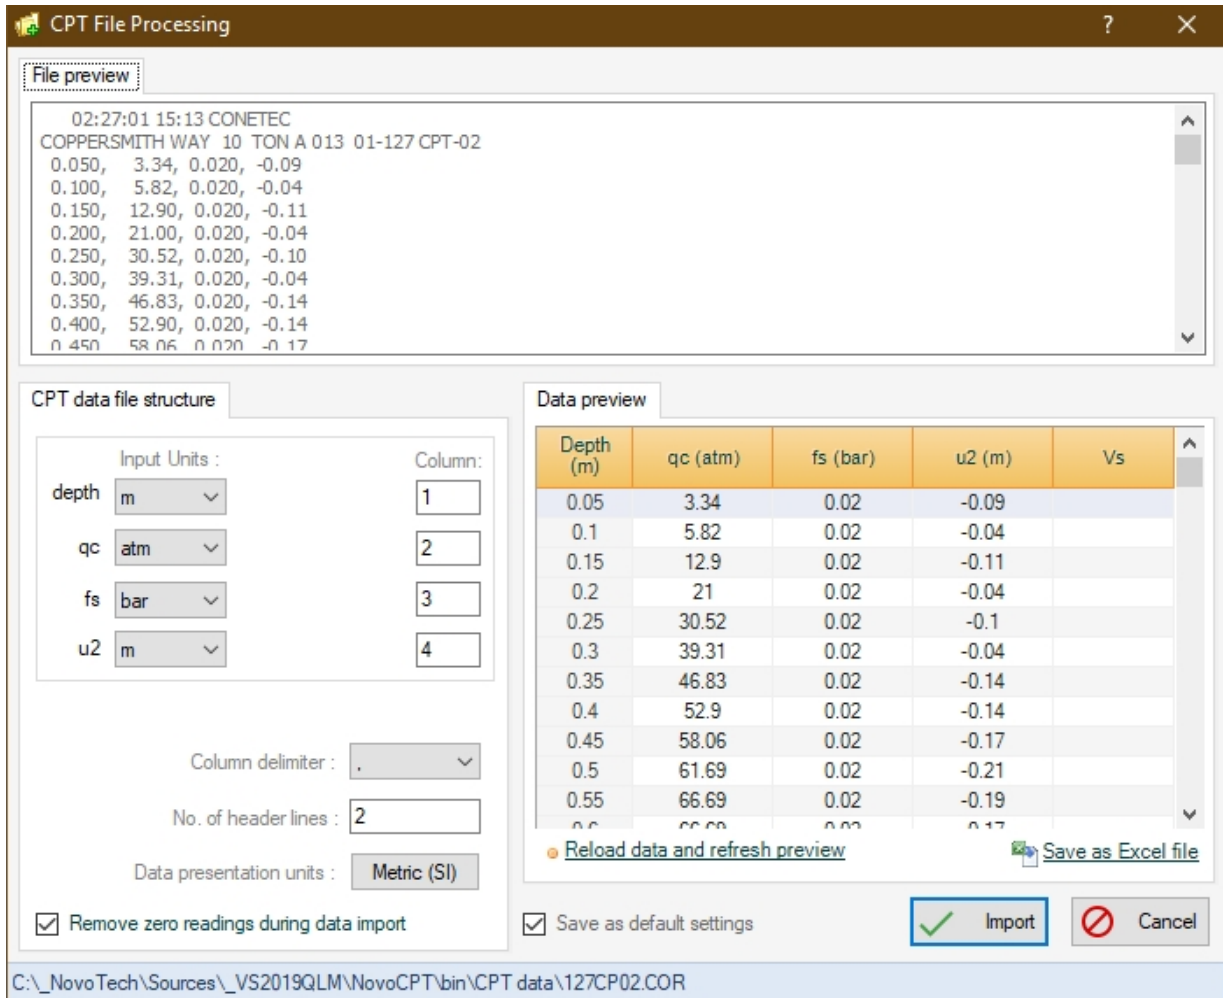 CPT File Processing ? ×
File preview
02:27:01 15:13 CONETEC
COPPERSMITH WAY 10 TON A 013 01-127 CPT-02
0.050, 3.34, 0.020, -0.09
0.100, 5.82, 0.020, -0.04
0.150, 12.90, 0.020, -0.11
0.200, 21.00, 0.020, -0.04
0.250, 30.52, 0.020, -0.10
0.300, 39.31, 0.020, -0.04
0.350, 46.83, 0.020, -0.14
0.400, 52.90, 0.020, -0.14
0.450 58.06 0.020 -0.17
CPT data file structure
Input Units : Column:
depth m 1
qc atm 2
fs bar 3
u2 m 4
Column delimiter : ,
No. of header lines : 2
Data presentation units : Metric (SI)
Remove zero readings during data import
Data preview
Depth (m) qc (atm) fs (bar) u2 (m) Vs
0.05 3.34 0.02 -0.09
0.1 5.82 0.02 -0.04
0.15 12.9 0.02 -0.11
0.2 21 0.02 -0.04
0.25 30.52 0.02 -0.1
0.3 39.31 0.02 -0.04
0.35 46.83 0.02 -0.14
0.4 52.9 0.02 -0.14
0.45 58.06 0.02 -0.17
0.5 61.69 0.02 -0.21
0.55 66.69 0.02 -0.19
Reload data and refresh preview Save as Excel file
Save as default settings Import Cancel
C:\_NovoTech\Sources\_VS2019QLM\NovoCPT\bin\CPT data\127CP02.COR